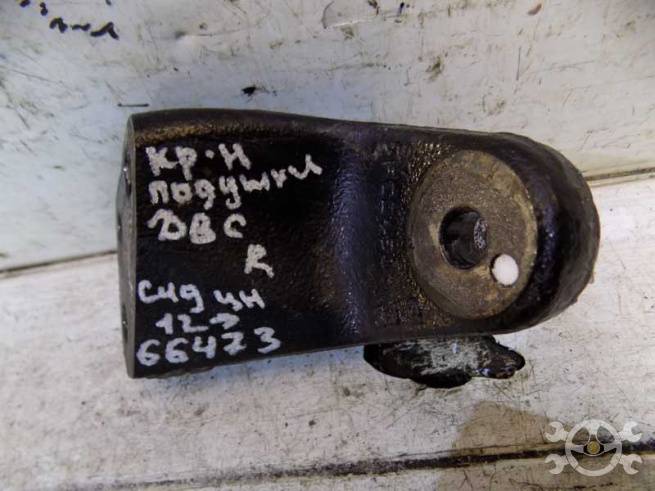 кр-н
подушки
ДВС
R
Сид цн
12->
66473